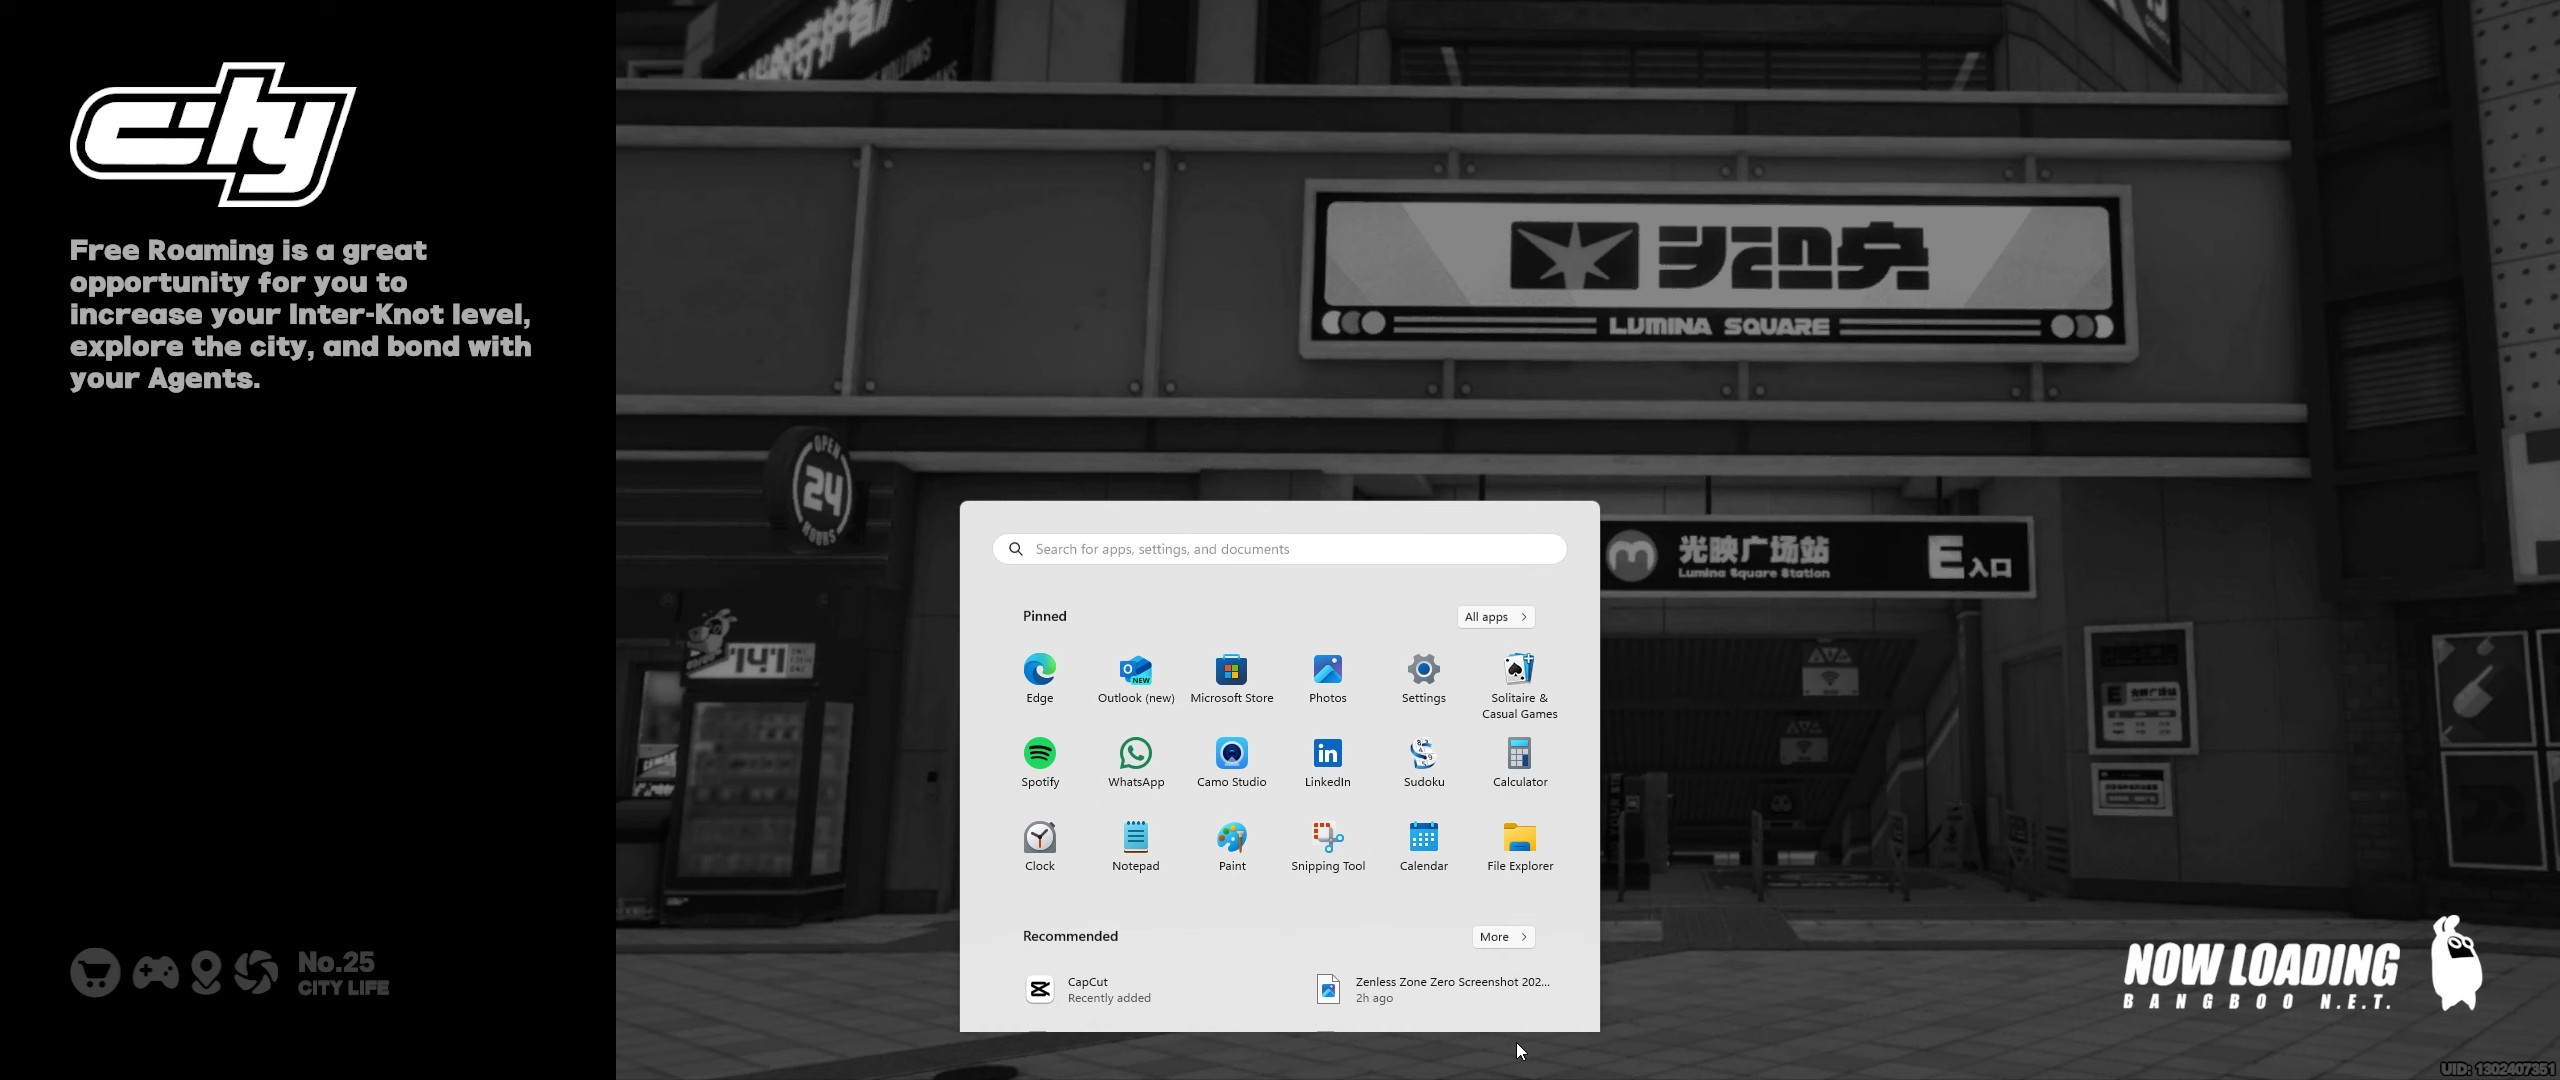 city
Free Roaming is a great
opportunity for you to
increase your Inter-Knot level,
explore the city, and bond with
your Agents.
No.25
CITY LIFE
LUMINA SQUARE
OPEN
24
HOURS
141
光映广场站
Lumina Square Station
E入口
Search for apps, settings, and documents
Pinned
All apps
Edge
Outlook (new)
Microsoft Store
Photos
Settings
Solitaire &
Casual Games
Spotify
WhatsApp
Camo Studio
LinkedIn
Sudoku
Calculator
Clock
Notepad
Paint
Snipping Tool
Calendar
File Explorer
Recommended
More
CapCut
Recently added
Zenless Zone Zero Screenshot 202...
2h ago
NOW LOADING
BANGBOO N.E.T.
UID: 1302407351